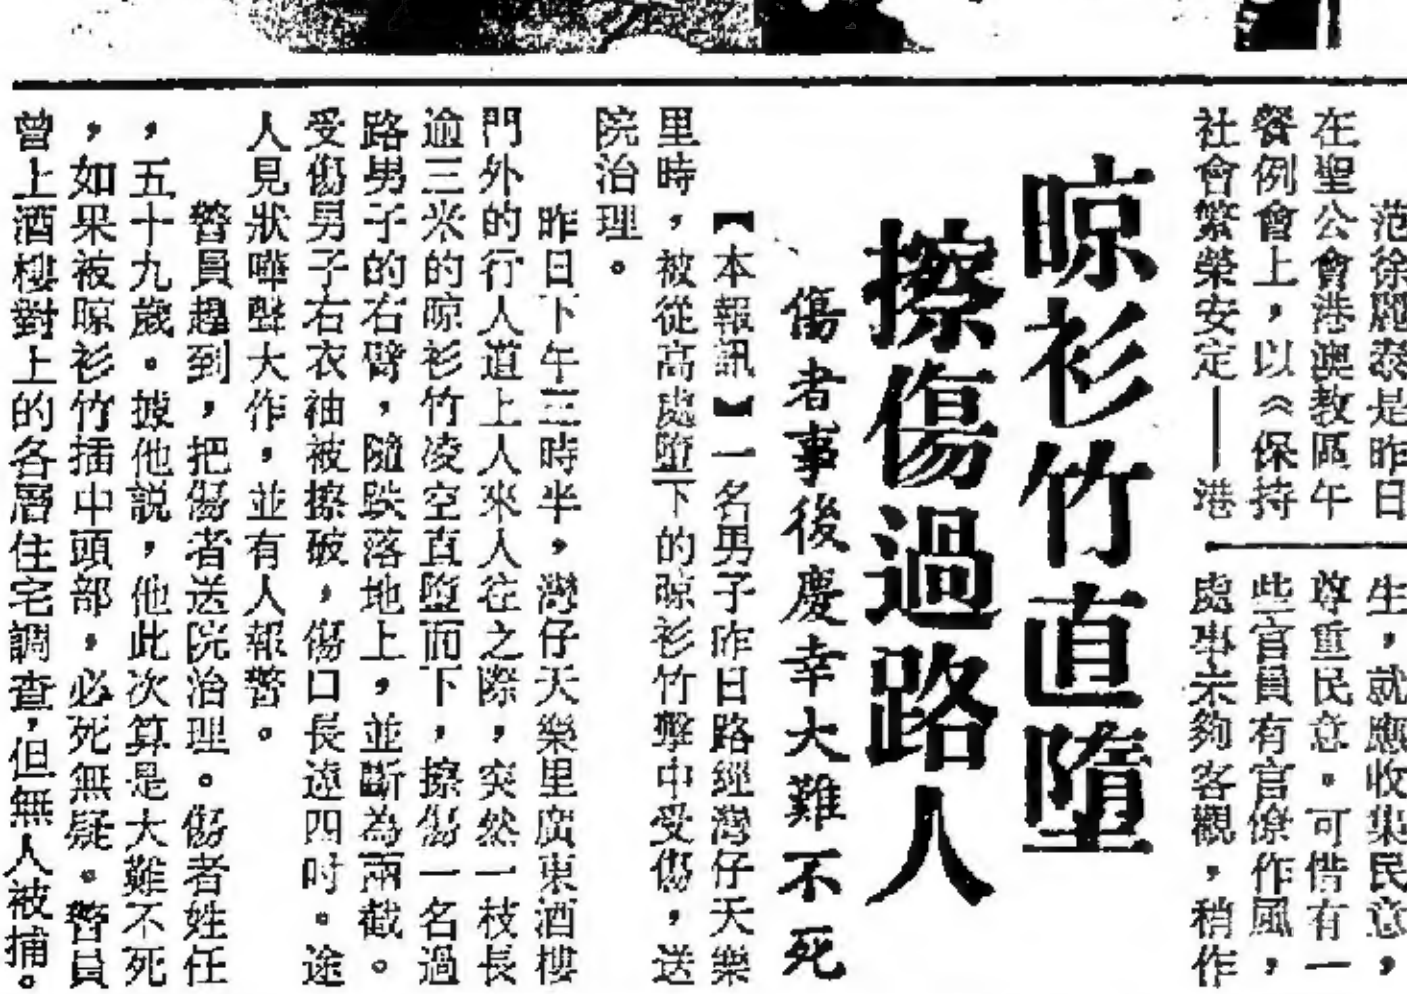 范徐麗泰是昨日
在聖公會港澳教區午
餐例會上，以《保持
社會繁榮安定——港
生，就應收集民意，
尊重民意。可惜有一
些官員有官僚作風，
處事未夠客觀，稍作
晾衫竹直墮
擦傷過路人
傷者事後慶幸大難不死
【本報訊】一名男子昨日路經灣仔天樂
里時，被從高處墮下的晾衫竹擊中受傷，送
院治理。
昨日下午三時半，灣仔天樂里廣東酒樓
門外的行人道上人來人往之際，突然一枝長
逾三米的晾衫竹凌空直墮而下，擦傷一名過
路男子的右臂，隨跌落地上，並斷為兩截。
受傷男子右衣袖被擦破，傷口長達四吋。途
人見狀嘩聲大作，並有人報警。
警員趕到，把傷者送院治理。傷者姓任
，五十九歲。據他說，他此次算是大難不死
，如果被晾衫竹插中頭部，必死無疑。警員
曾上酒樓對上的各層住宅調查，但無人被捕。